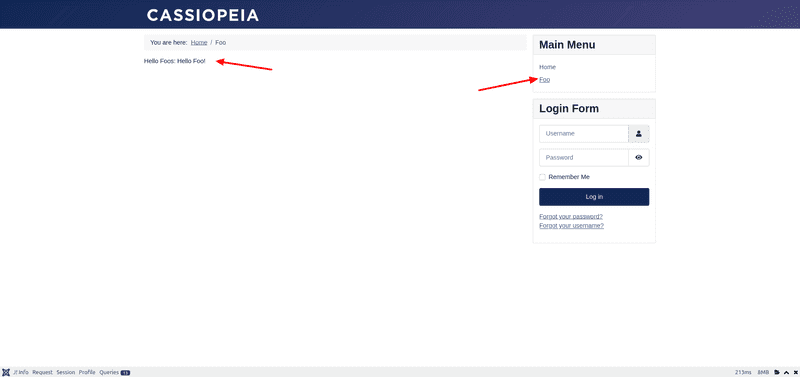 CASSIOPEIA
You are here: Home / Foo
Hello Foos: Hello Foo!
Main Menu
Home
Foo
Login Form
Username
Password
Remember Me
Log in
Forgot your password?
Forgot your username?
J! Info Request Session Profile Queries
213ms 8MB